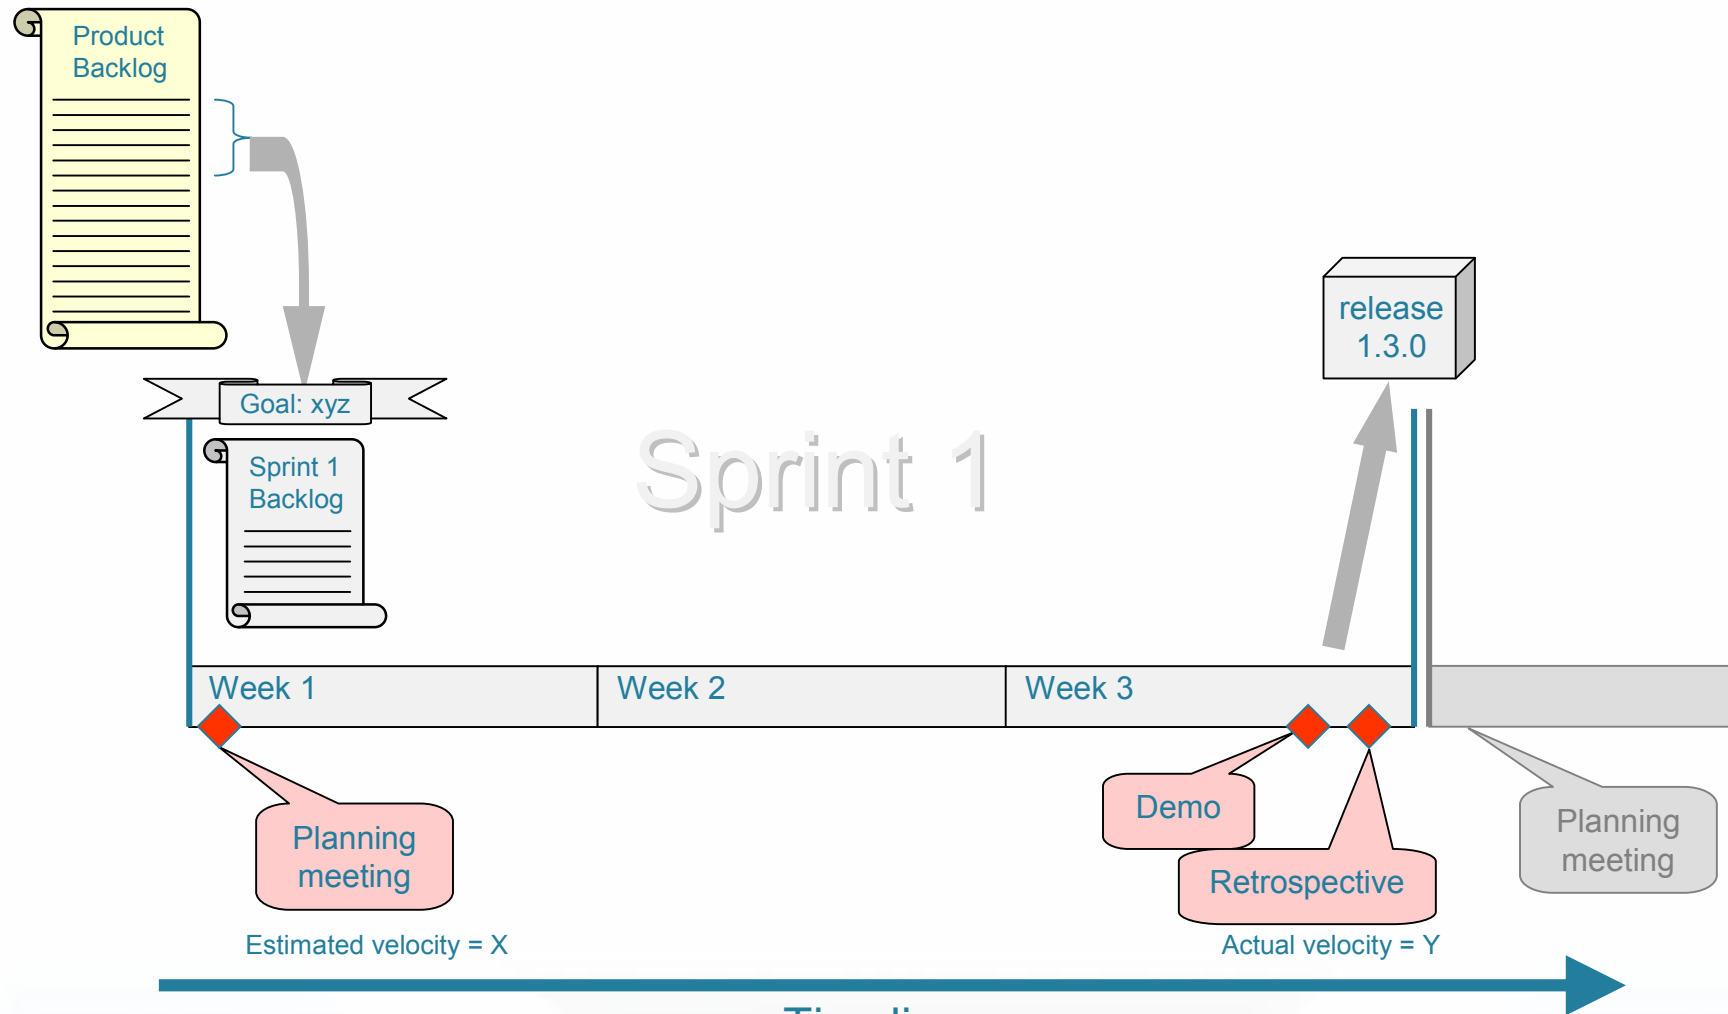 Product
Backlog
release
1.3.0
Goal: xyz
Sprint 1
Backlog
Sprint 1
Week 1
Week 2
Week 3
Planning
meeting
Demo
Retrospective
Planning
meeting
Estimated velocity = X
Actual velocity = Y